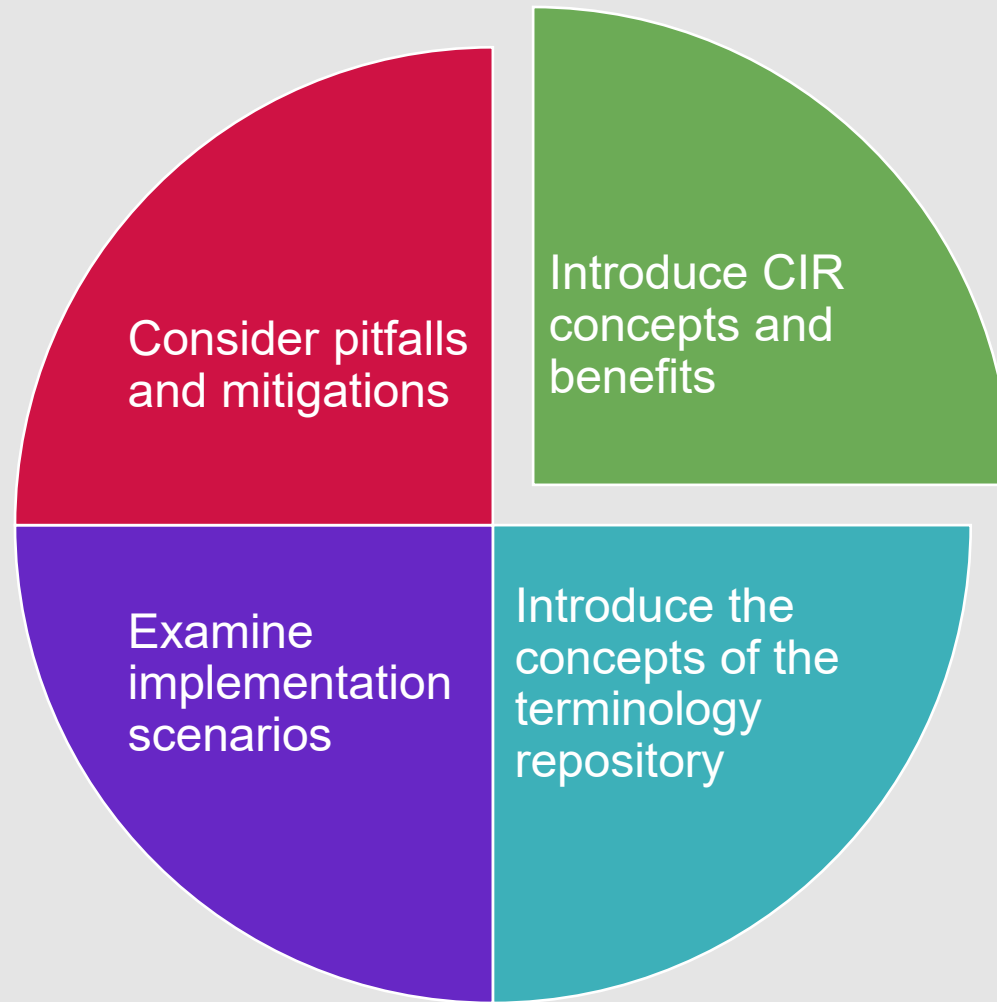 Introduce CIR
concepts and
benefits
Introduce the
concepts of the
terminology
repository
Examine
implementation
scenarios
Consider pitfalls
and mitigations